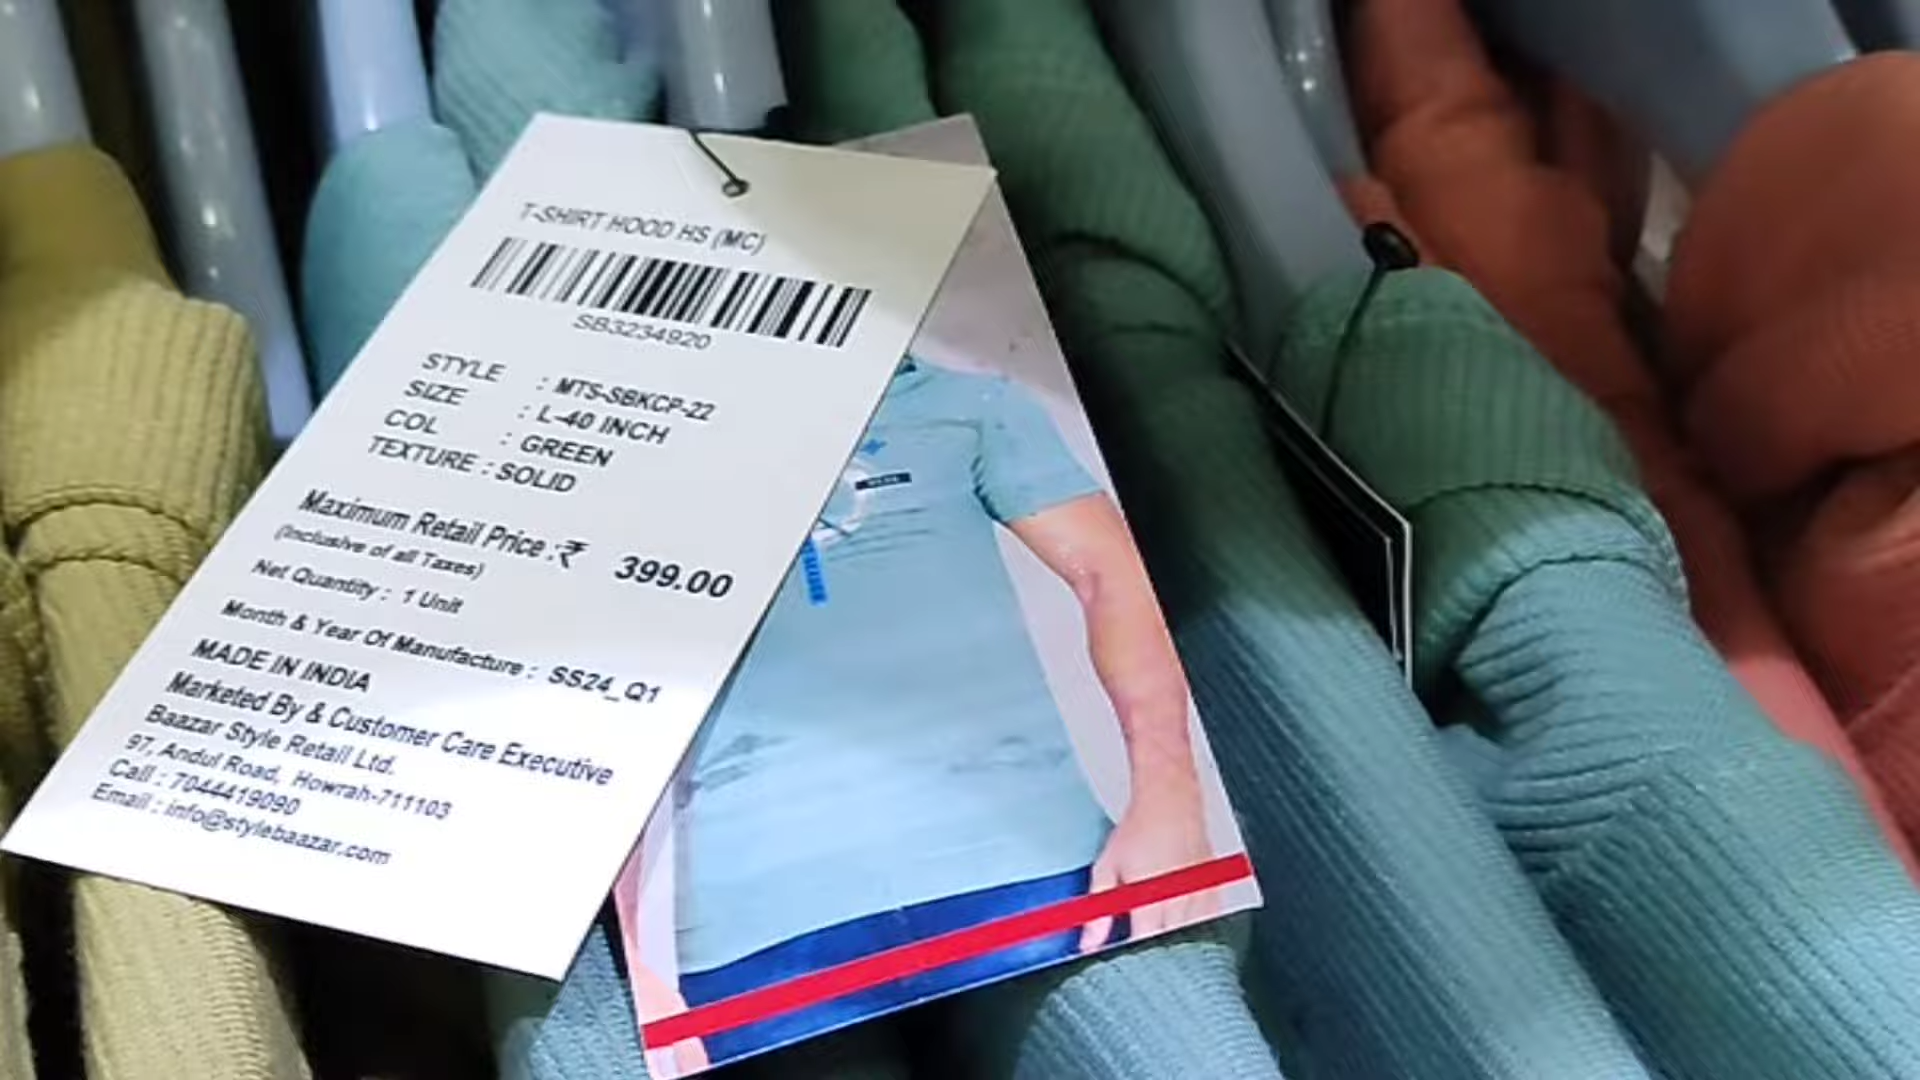 T-SHIRT HOOD HS (MC)
SB3234920
STYLE : MTS-SBKCP-22
SIZE : L-40 INCH
COL : GREEN
TEXTURE : SOLID
Maximum Retail Price :₹ 399.00
(Inclusive of all Taxes)
Net Quantity : 1 Unit
Month & Year Of Manufacture : SS24_Q1
MADE IN INDIA
Marketed By & Customer Care Executive
Baazar Style Retail Ltd.
97, Andul Road, Howrah-711103
Call : 7044419090
Email : info@stylebaazar.com